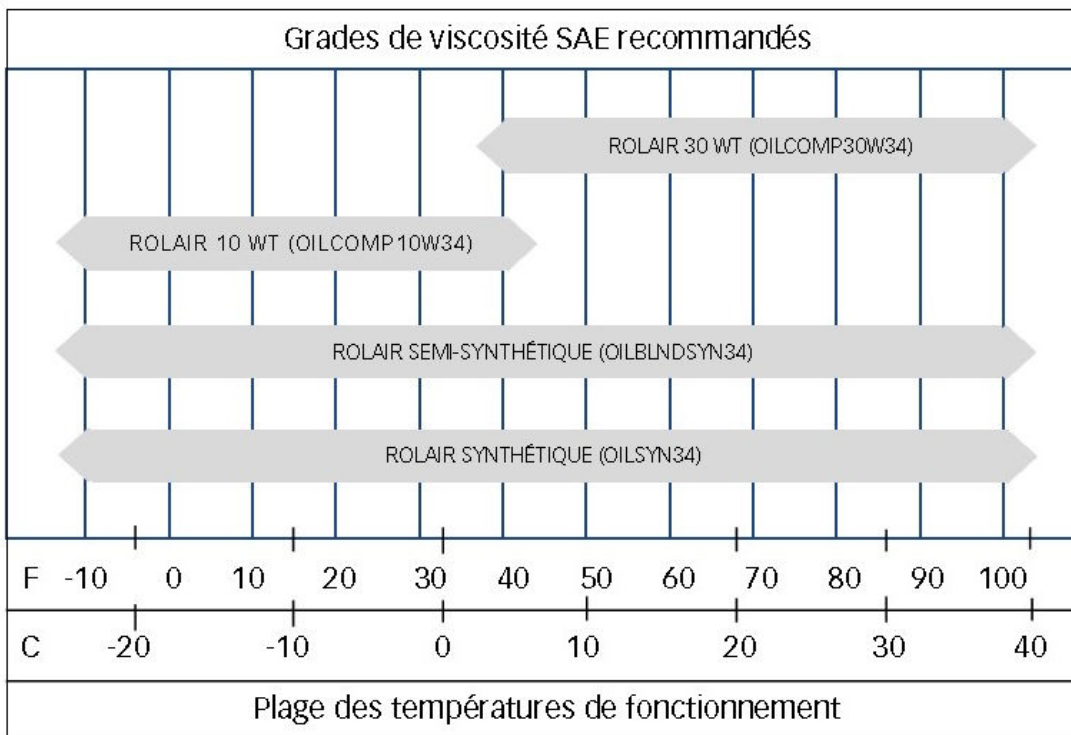 Grades de viscosité SAE recommandés
ROLAIR 30 WT (OILCOMP30W34)
ROLAIR 10 WT (OILCOMP10W34)
ROLAIR SEMI-SYNTHÉTIQUE (OILBLNDSYN34)
ROLAIR SYNTHÉTIQUE (OILSYN34)
F -10 0 10 20 30 40 50 60 70 80 90 100
C -20 -10 0 10 20 30 40
Plage des températures de fonctionnement